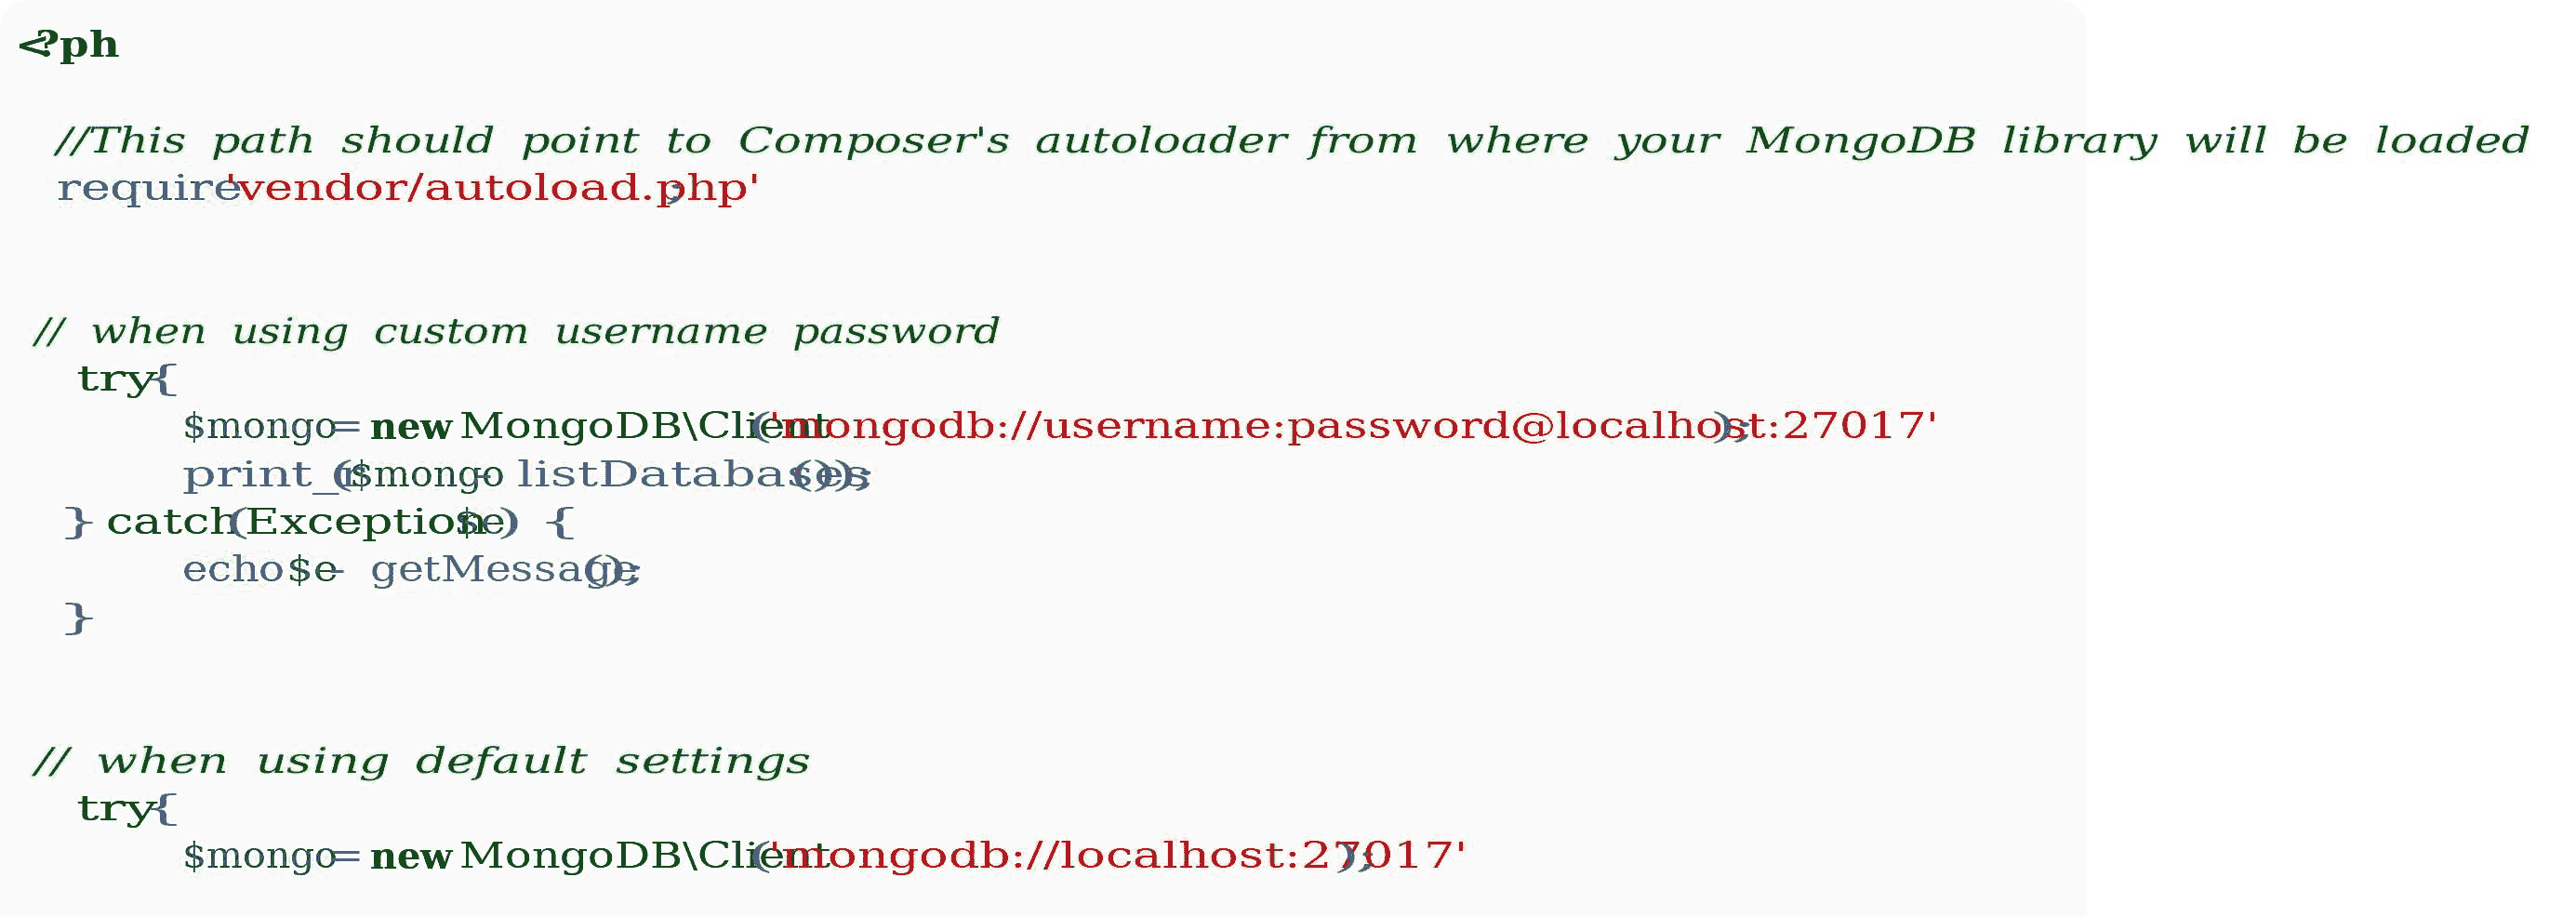 <?ph
//This path should point to Composer's autoloader from where your MongoDB library will be loaded
require 'vendor/autoload.php';
// when using custom username password
try {
$mongo = new MongoDB\Client('mongodb://username:password@localhost:27017');
print_r($mongo- listDatabases());
} catch (Exception $e) {
echo $e- getMessage();
}
// when using default settings
try {
$mongo = new MongoDB\Client('mongodb://localhost:27017');